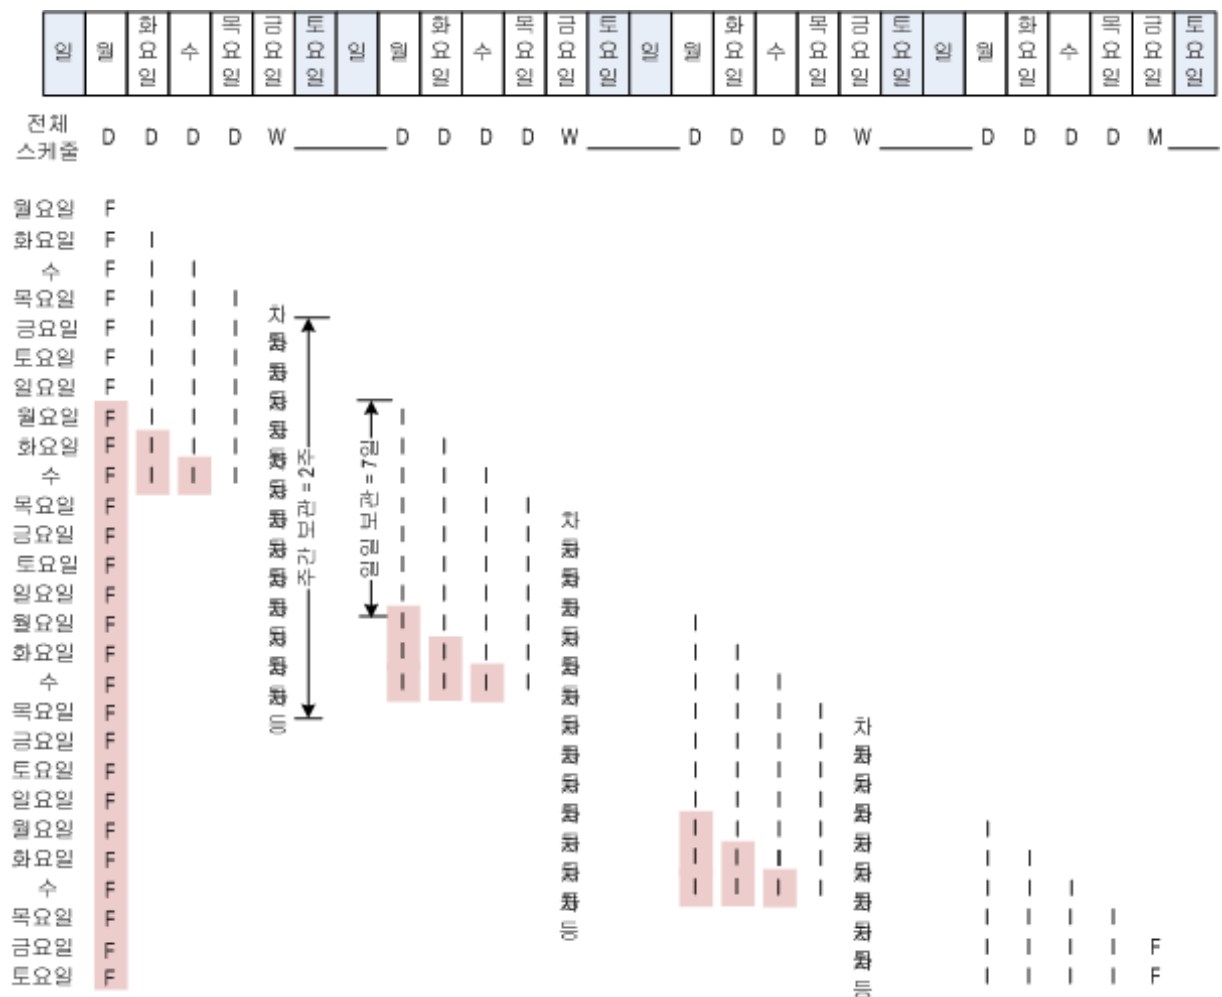 일 월 화요일 수 목요일 금요일 토요일 일 월 화요일 수 목요일 금요일 토요일 일 월 화요일 수 목요일 금요일 토요일 일 월 화요일 수 목요일 금요일 토요일
전체
스케줄 D D D D W D D D D W D D D D W D D D D M
월요일 F
화요일 F I
수 F I I
목요일 F I I I
차
금요일 F I I I
토요일 F I I I
일요일 F I I I
월요일 F I I I I
화요일 F I I I I I
수 F I I I I I I
주간 보관 = 2주
일일 보관 = 7일
목요일 F I I I I
차
금요일 F I I I I
토요일 F I I I I
일요일 F I I I I
월요일 F I I I I I
화요일 F I I I I I I
수 F I I I I I I I
목요일 F I I I I
등 차
금요일 F I I I I
토요일 F I I I I
일요일 F I I I I
월요일 F I I I I I
화요일 F I I I I I I
수 F I I I I I I I
목요일 F I I I I
등
금요일 F I I I I F
토요일 F I I I I F
등